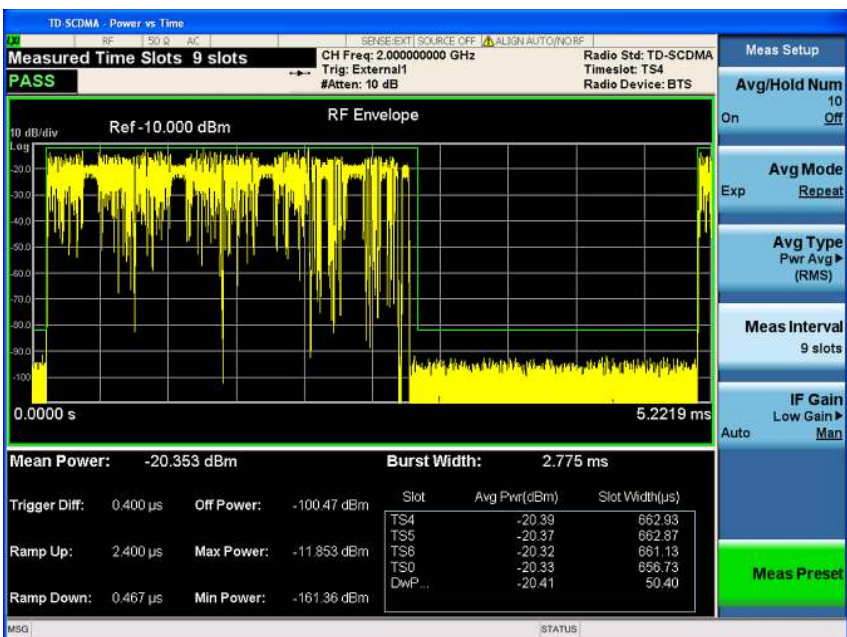 TD-SCDMA - Power vs Time
LXI RF 50 Ω AC SENSE:EXT SOURCE OFF ALIGN AUTO/NO RF
Measured Time Slots 9 slots CH Freq: 2.000000000 GHz Radio Std: TD-SCDMA
Trig: External1 Timeslot: TS4
PASS #Atten: 10 dB Radio Device: BTS
RF Envelope
10 dB/div Ref -10.000 dBm
Log
-20.0
-30.0
-40.0
-50.0
-60.0
-70.0
-80.0
-90.0
-100
0.0000 s 5.2219 ms
Mean Power: -20.353 dBm Burst Width: 2.775 ms
Trigger Diff: 0.400 µs Off Power: -100.47 dBm
Ramp Up: 2.400 µs Max Power: -11.853 dBm
Ramp Down: 0.467 µs Min Power: -161.36 dBm
Slot Avg Pwr(dBm) Slot Width(µs)
TS4 -20.39 662.93
TS5 -20.37 662.87
TS6 -20.32 661.13
TS0 -20.33 656.73
DwP... -20.41 50.40
Meas Setup
Avg/Hold Num
10
On Off
Avg Mode
Exp Repeat
Avg Type
Pwr Avg
(RMS)
Meas Interval
9 slots
IF Gain
Low Gain
Auto Man
Meas Preset
MSG STATUS